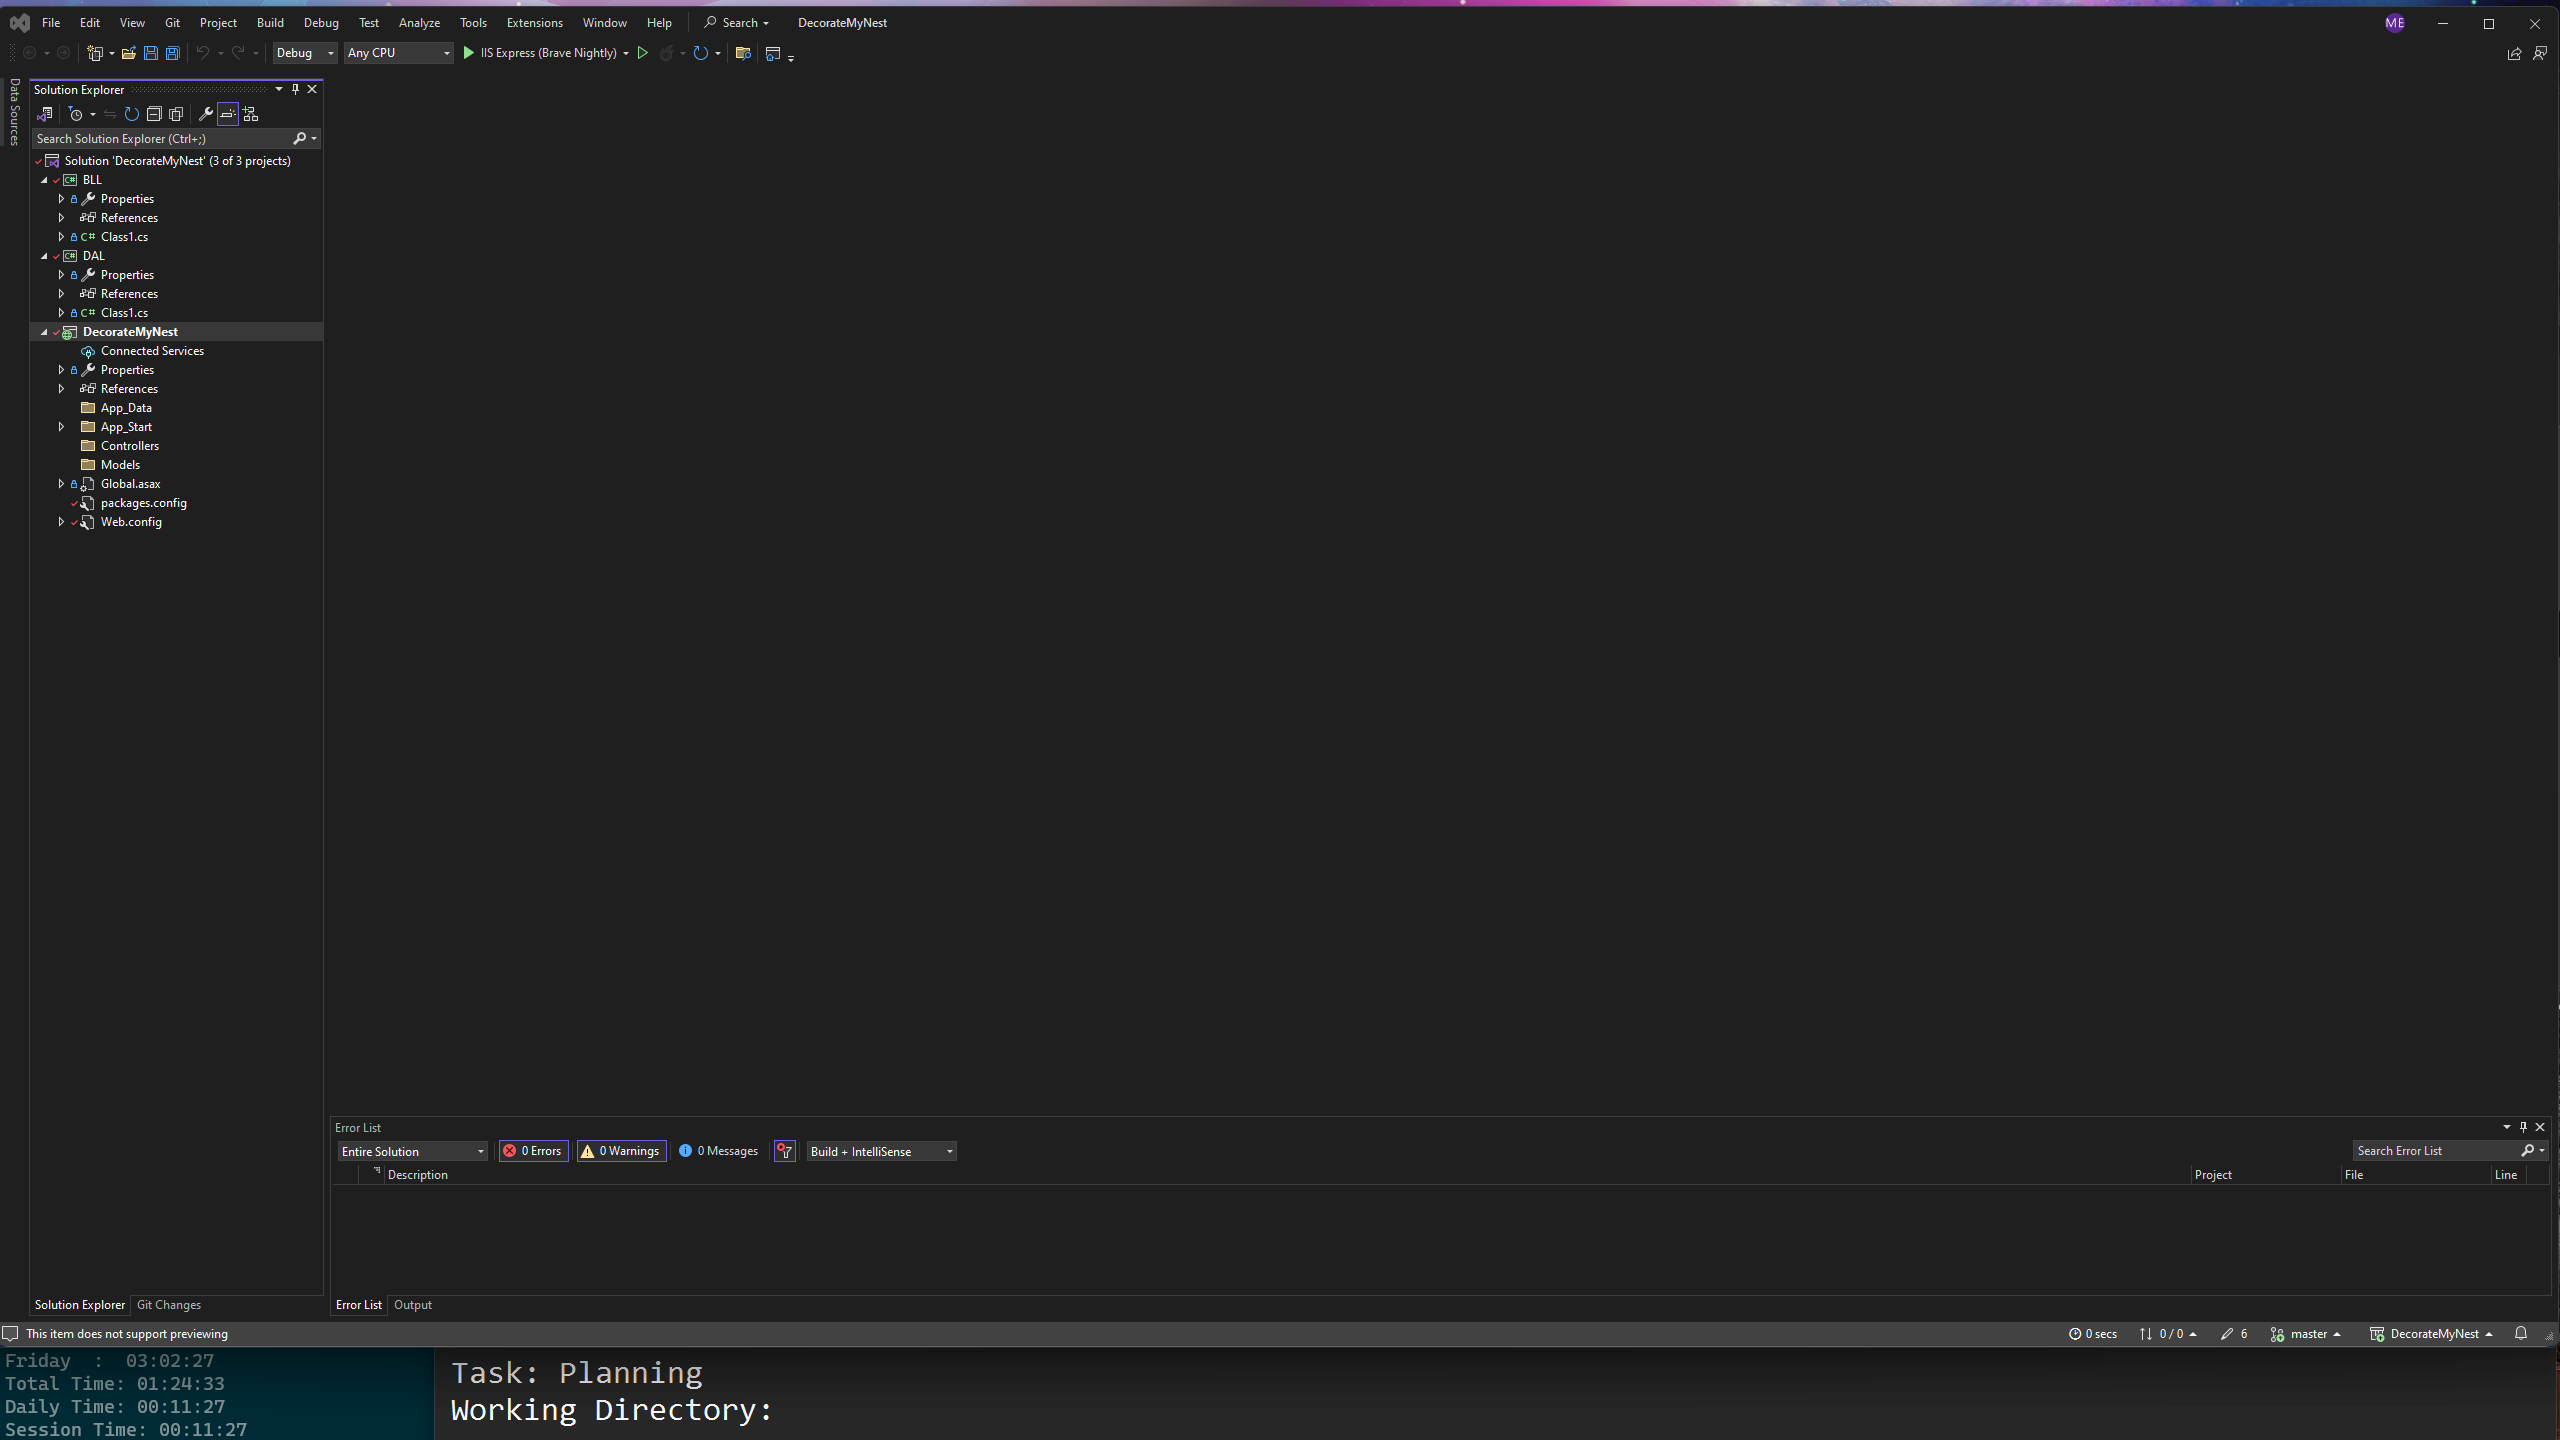 File Edit View Git Project Build Debug Test Analyze Tools Extensions Window Help Search DecorateMyNest ME
Debug Any CPU IIS Express (Brave Nightly)
Data Sources
Solution Explorer
Search Solution Explorer (Ctrl+;)
Solution 'DecorateMyNest' (3 of 3 projects)
C# BLL
Properties
References
C# Class1.cs
C# DAL
Properties
References
C# Class1.cs
DecorateMyNest
Connected Services
Properties
References
App_Data
App_Start
Controllers
Models
Global.asax
packages.config
Web.config
Error List
Entire Solution 0 Errors 0 Warnings 0 Messages Build + IntelliSense Search Error List
Description Project File Line
Solution Explorer Git Changes Error List Output
This item does not support previewing 0 secs 0 / 0 6 master DecorateMyNest
Friday : 03:02:27
Total Time: 01:24:33
Daily Time: 00:11:27
Session Time: 00:11:27
Task: Planning
Working Directory: